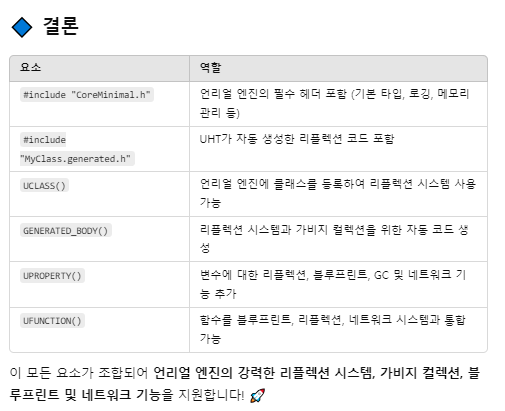 결론
요소 역할
#include "CoreMinimal.h" 언리얼 엔진의 필수 헤더 포함 (기본 타입, 로깅, 메모리
관리 등)
#include UHT가 자동 생성한 리플렉션 코드 포함
"MyClass.generated.h"
UCLASS() 언리얼 엔진에 클래스를 등록하여 리플렉션 시스템 사용
가능
GENERATED_BODY() 리플렉션 시스템과 가비지 컬렉션을 위한 자동 코드 생
성
UPROPERTY() 변수에 대한 리플렉션, 블루프린트, GC 및 네트워크 기
능 추가
UFUNCTION() 함수를 블루프린트, 리플렉션, 네트워크 시스템과 통합
가능
이 모든 요소가 조합되어 언리얼 엔진의 강력한 리플렉션 시스템, 가비지 컬렉션, 블
루프린트 및 네트워크 기능을 지원합니다! 🚀